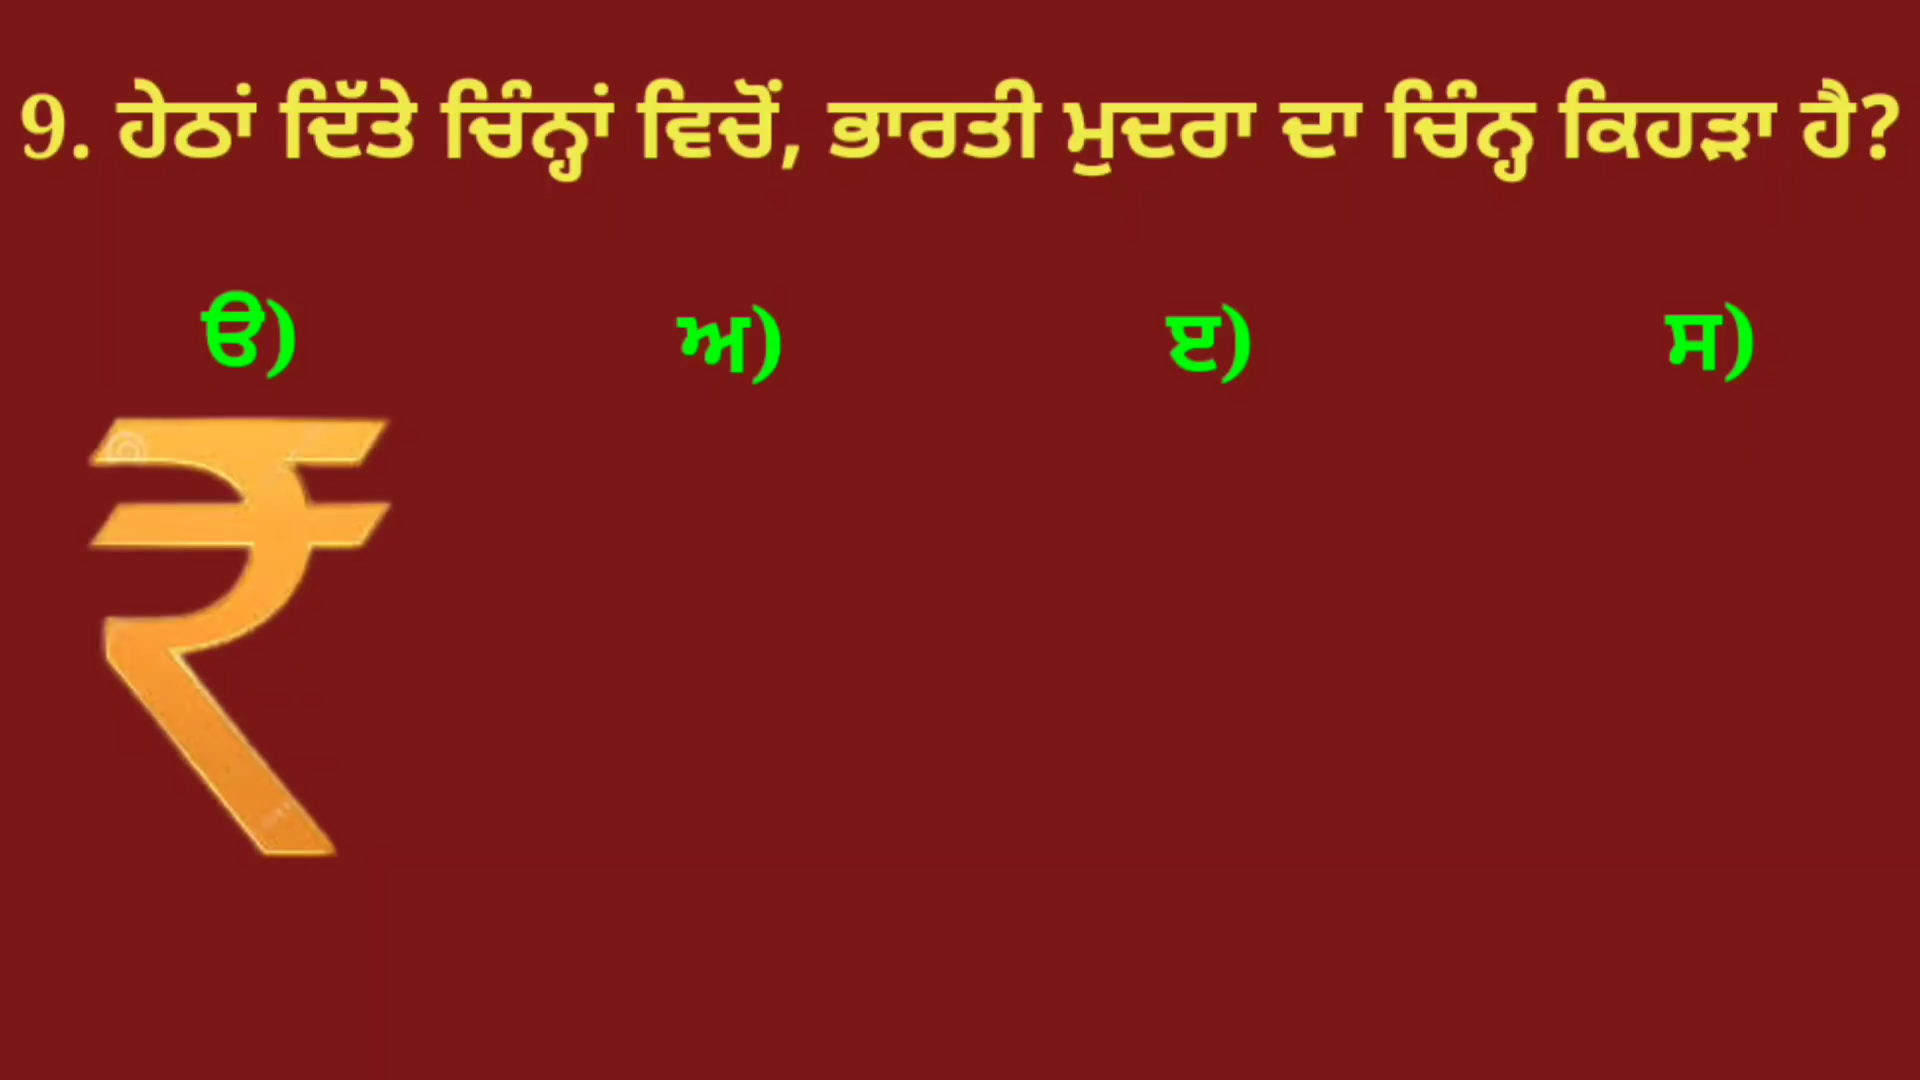 9. ਹੇਠਾਂ ਦਿੱਤੇ ਚਿੰਨ੍ਹਾਂ ਵਿਚੋਂ, ਭਾਰਤੀ ਮੁਦਰਾ ਦਾ ਚਿੰਨ੍ਹ ਕਿਹੜਾ ਹੈ?
ੳ) ਅ) ੲ) ਸ)
₹